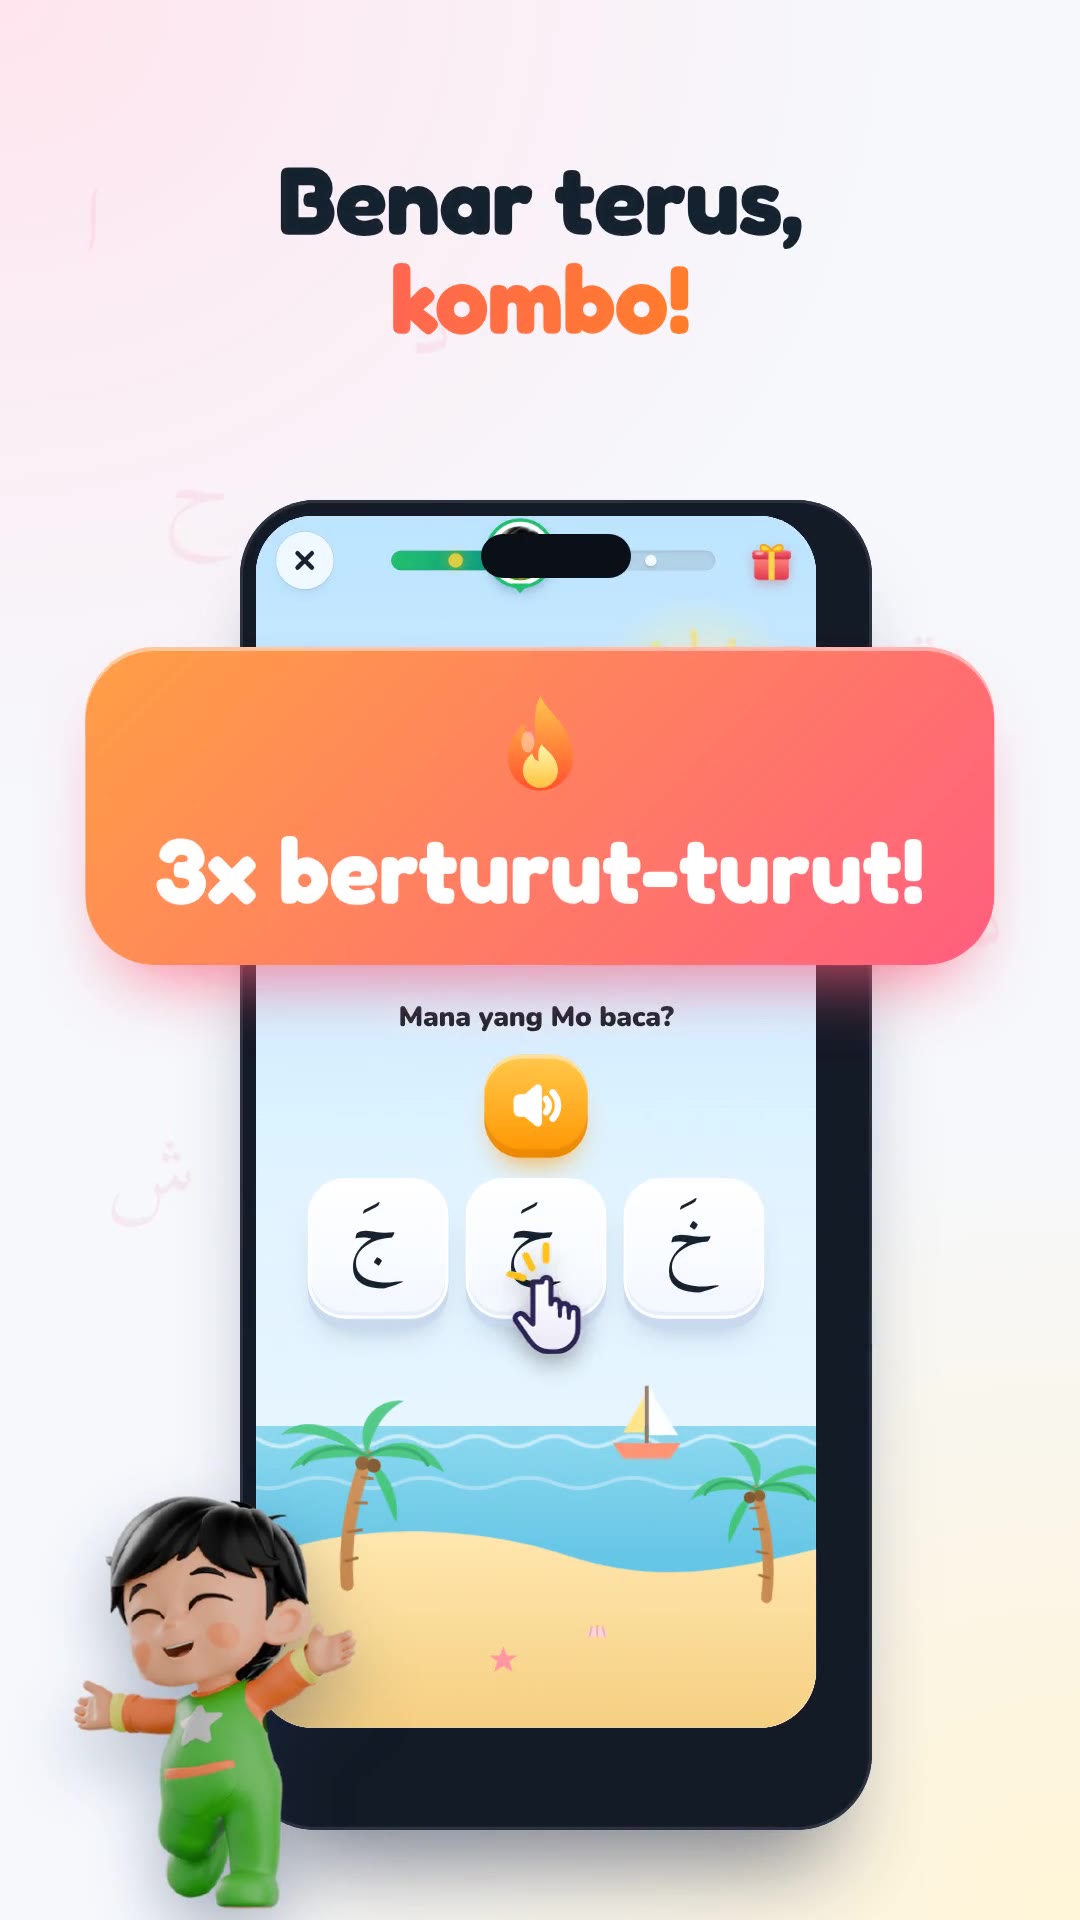 Benar terus,
kombo!
3x berturut-turut!
Mana yang Mo baca?
جَ حَ خَ
ا
ح
ش